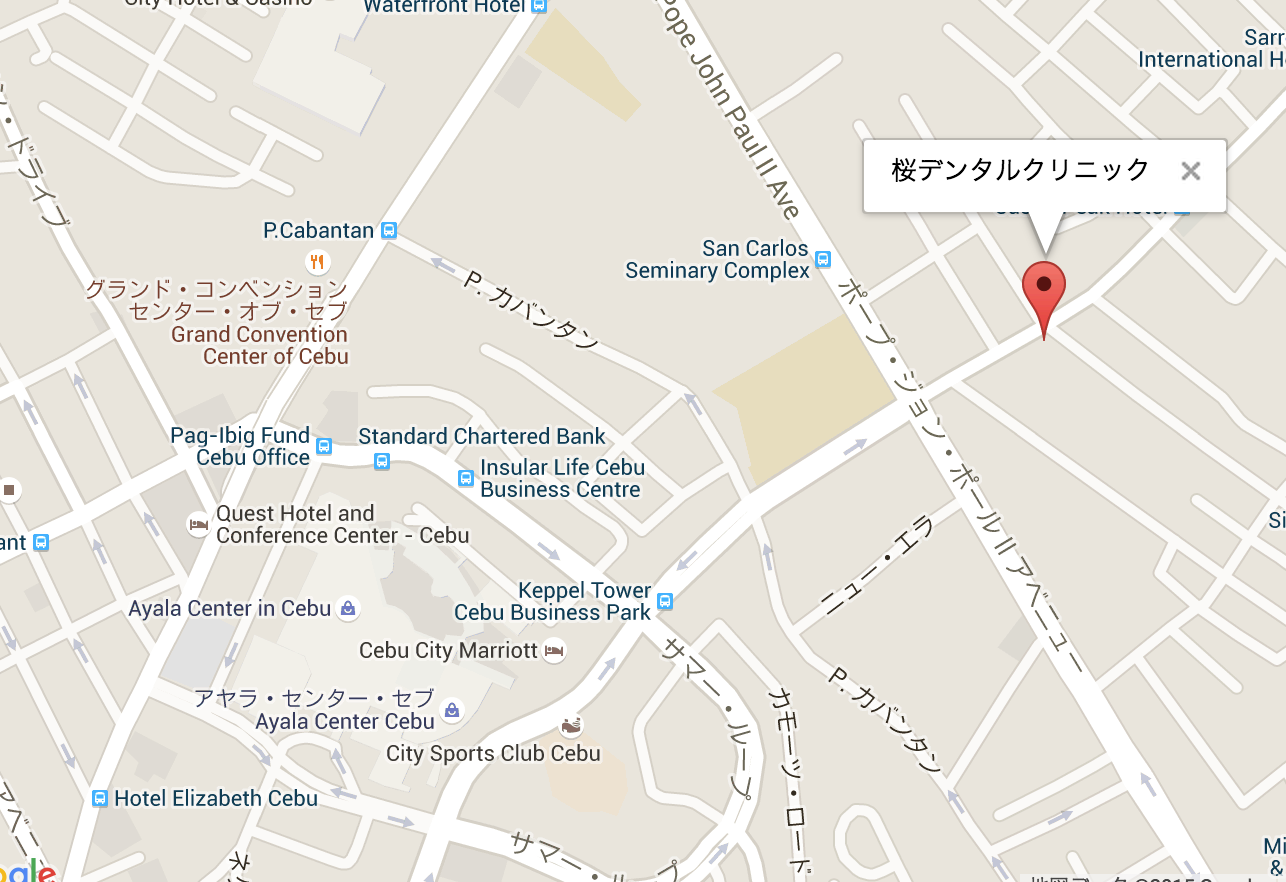 Waterfront Hotel
Pope John Paul II Ave
International
桜デンタルクリニック
ドライブ
P.Cabantan
San Carlos
Seminary Complex
グランド・コンベンション
センター・オブ・セブ
Grand Convention
Center of Cebu
P. カバンタン
ポープ・ジョン・ポール II アベニュー
Pag-Ibig Fund
Cebu Office
Standard Chartered Bank
Insular Life Cebu
Business Centre
Quest Hotel and
Conference Center - Cebu
ニュー・エラ
Keppel Tower
Cebu Business Park
Ayala Center in Cebu
Cebu City Marriott
サマー・ループ
P. カバンタン
カモーツ・ロード
アヤラ・センター・セブ
Ayala Center Cebu
City Sports Club Cebu
Hotel Elizabeth Cebu
サマー・